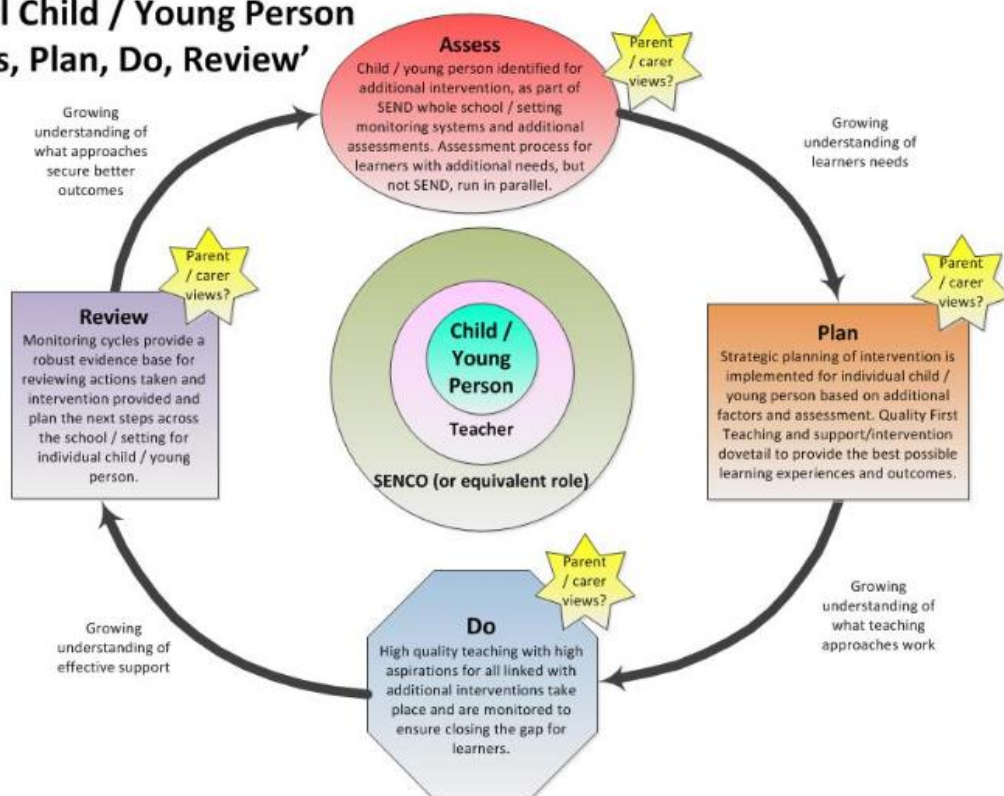 l Child / Young Person
s, Plan, Do, Review’
Assess
Child / young person identified for
additional intervention, as part of
SEND whole school / setting
monitoring systems and additional
assessments. Assessment process for
learners with additional needs, but
not SEND, run in parallel.
Parent
/ carer
views?
Growing
understanding of
what approaches
secure better
outcomes
Growing
understanding of
learners needs
Parent
/ carer
views?
Review
Monitoring cycles provide a
robust evidence base for
reviewing actions taken and
intervention provided and
plan the next steps across
the school / setting for
individual child / young
person.
Child /
Young
Person
Teacher
SENCO (or equivalent role)
Parent
/ carer
views?
Plan
Strategic planning of intervention is
implemented for individual child /
young person based on additional
factors and assessment. Quality First
Teaching and support/intervention
dovetail to provide the best possible
learning experiences and outcomes.
Growing
understanding of
effective support
Parent
/ carer
views?
Do
High quality teaching with high
aspirations for all linked with
additional interventions take
place and are monitored to
ensure closing the gap for
learners.
Growing
understanding of
what teaching
approaches work